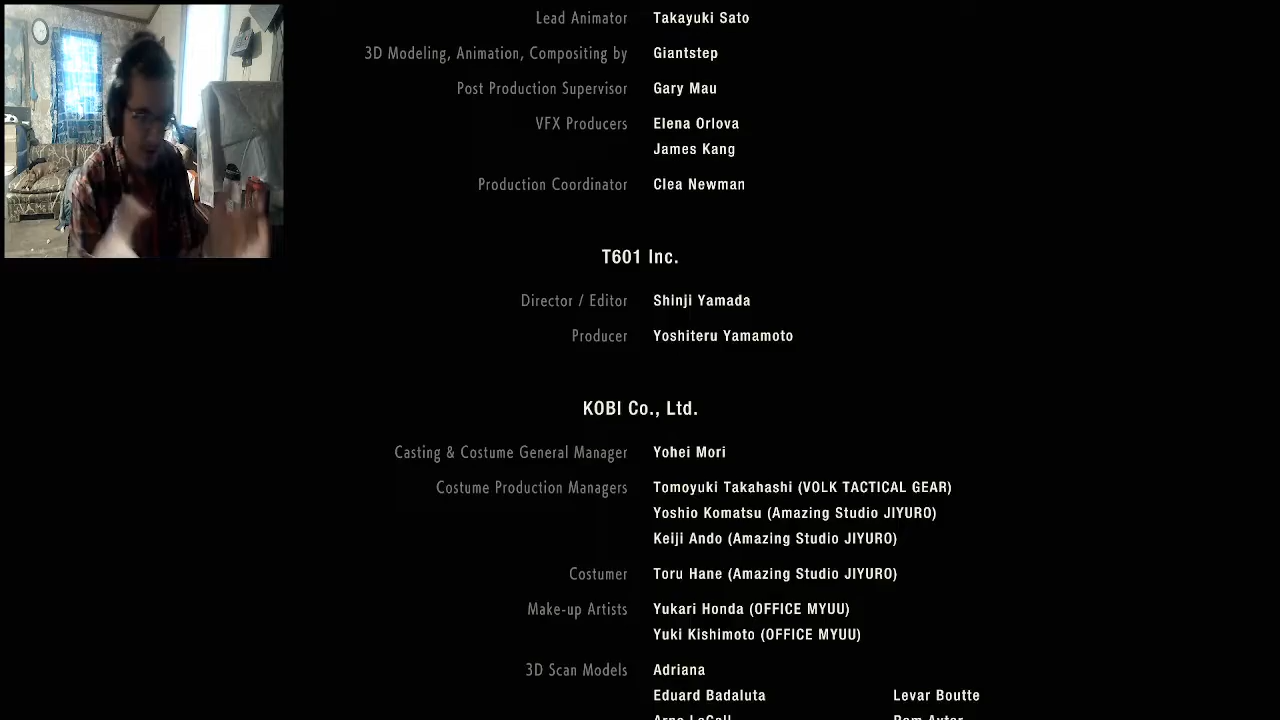 Lead Animator Takayuki Sato
3D Modeling, Animation, Compositing by Giantstep
Post Production Supervisor Gary Mau
VFX Producers Elena Orlova
James Kang
Production Coordinator Clea Newman
T601 Inc.
Director / Editor Shinji Yamada
Producer Yoshiteru Yamamoto
KOBI Co., Ltd.
Casting & Costume General Manager Yohei Mori
Costume Production Managers Tomoyuki Takahashi (VOLK TACTICAL GEAR)
Yoshio Komatsu (Amazing Studio JIYURO)
Keiji Ando (Amazing Studio JIYURO)
Costumer Toru Hane (Amazing Studio JIYURO)
Make-up Artists Yukari Honda (OFFICE MYUU)
Yuki Kishimoto (OFFICE MYUU)
3D Scan Models Adriana
Eduard Badaluta Levar Boutte